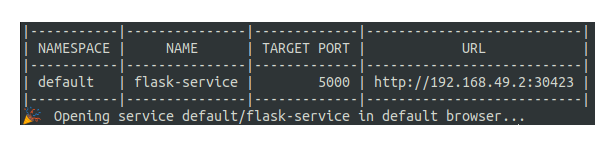 |-----------|---------------|-------------|---------------------------|
| NAMESPACE |     NAME      | TARGET PORT |            URL            |
|-----------|---------------|-------------|---------------------------|
| default   | flask-service |        5000 | http://192.168.49.2:30423 |
|-----------|---------------|-------------|---------------------------|
🎉  Opening service default/flask-service in default browser...